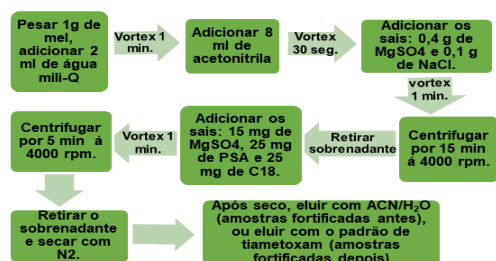 Pesar 1g de
mel,
adicionar 2
ml de água
mili-Q
Vortex 1
min.
Adicionar 8
ml de
acetonitrila
Vortex
30 seg.
Adicionar os
sais: 0,4 g de
MgSO4 e 0,1 g
de NaCl.
vortex
1 min.
Centrifugar
por 15 min
á 4000 rpm.
Retirar
sobrenadante
Adicionar os
sais: 15 mg de
MgSO4, 25 mg
de PSA e 25
mg de C18.
Vortex 1
min.
Centrifugar
por 5 min á
4000 rpm.
Retirar o
sobrenadante
e secar com
N2.
Após seco, eluir com ACN/H₂O
(amostras fortificadas antes),
ou eluir com o padrão de
tiametoxam (amostras
fortificadas depois)